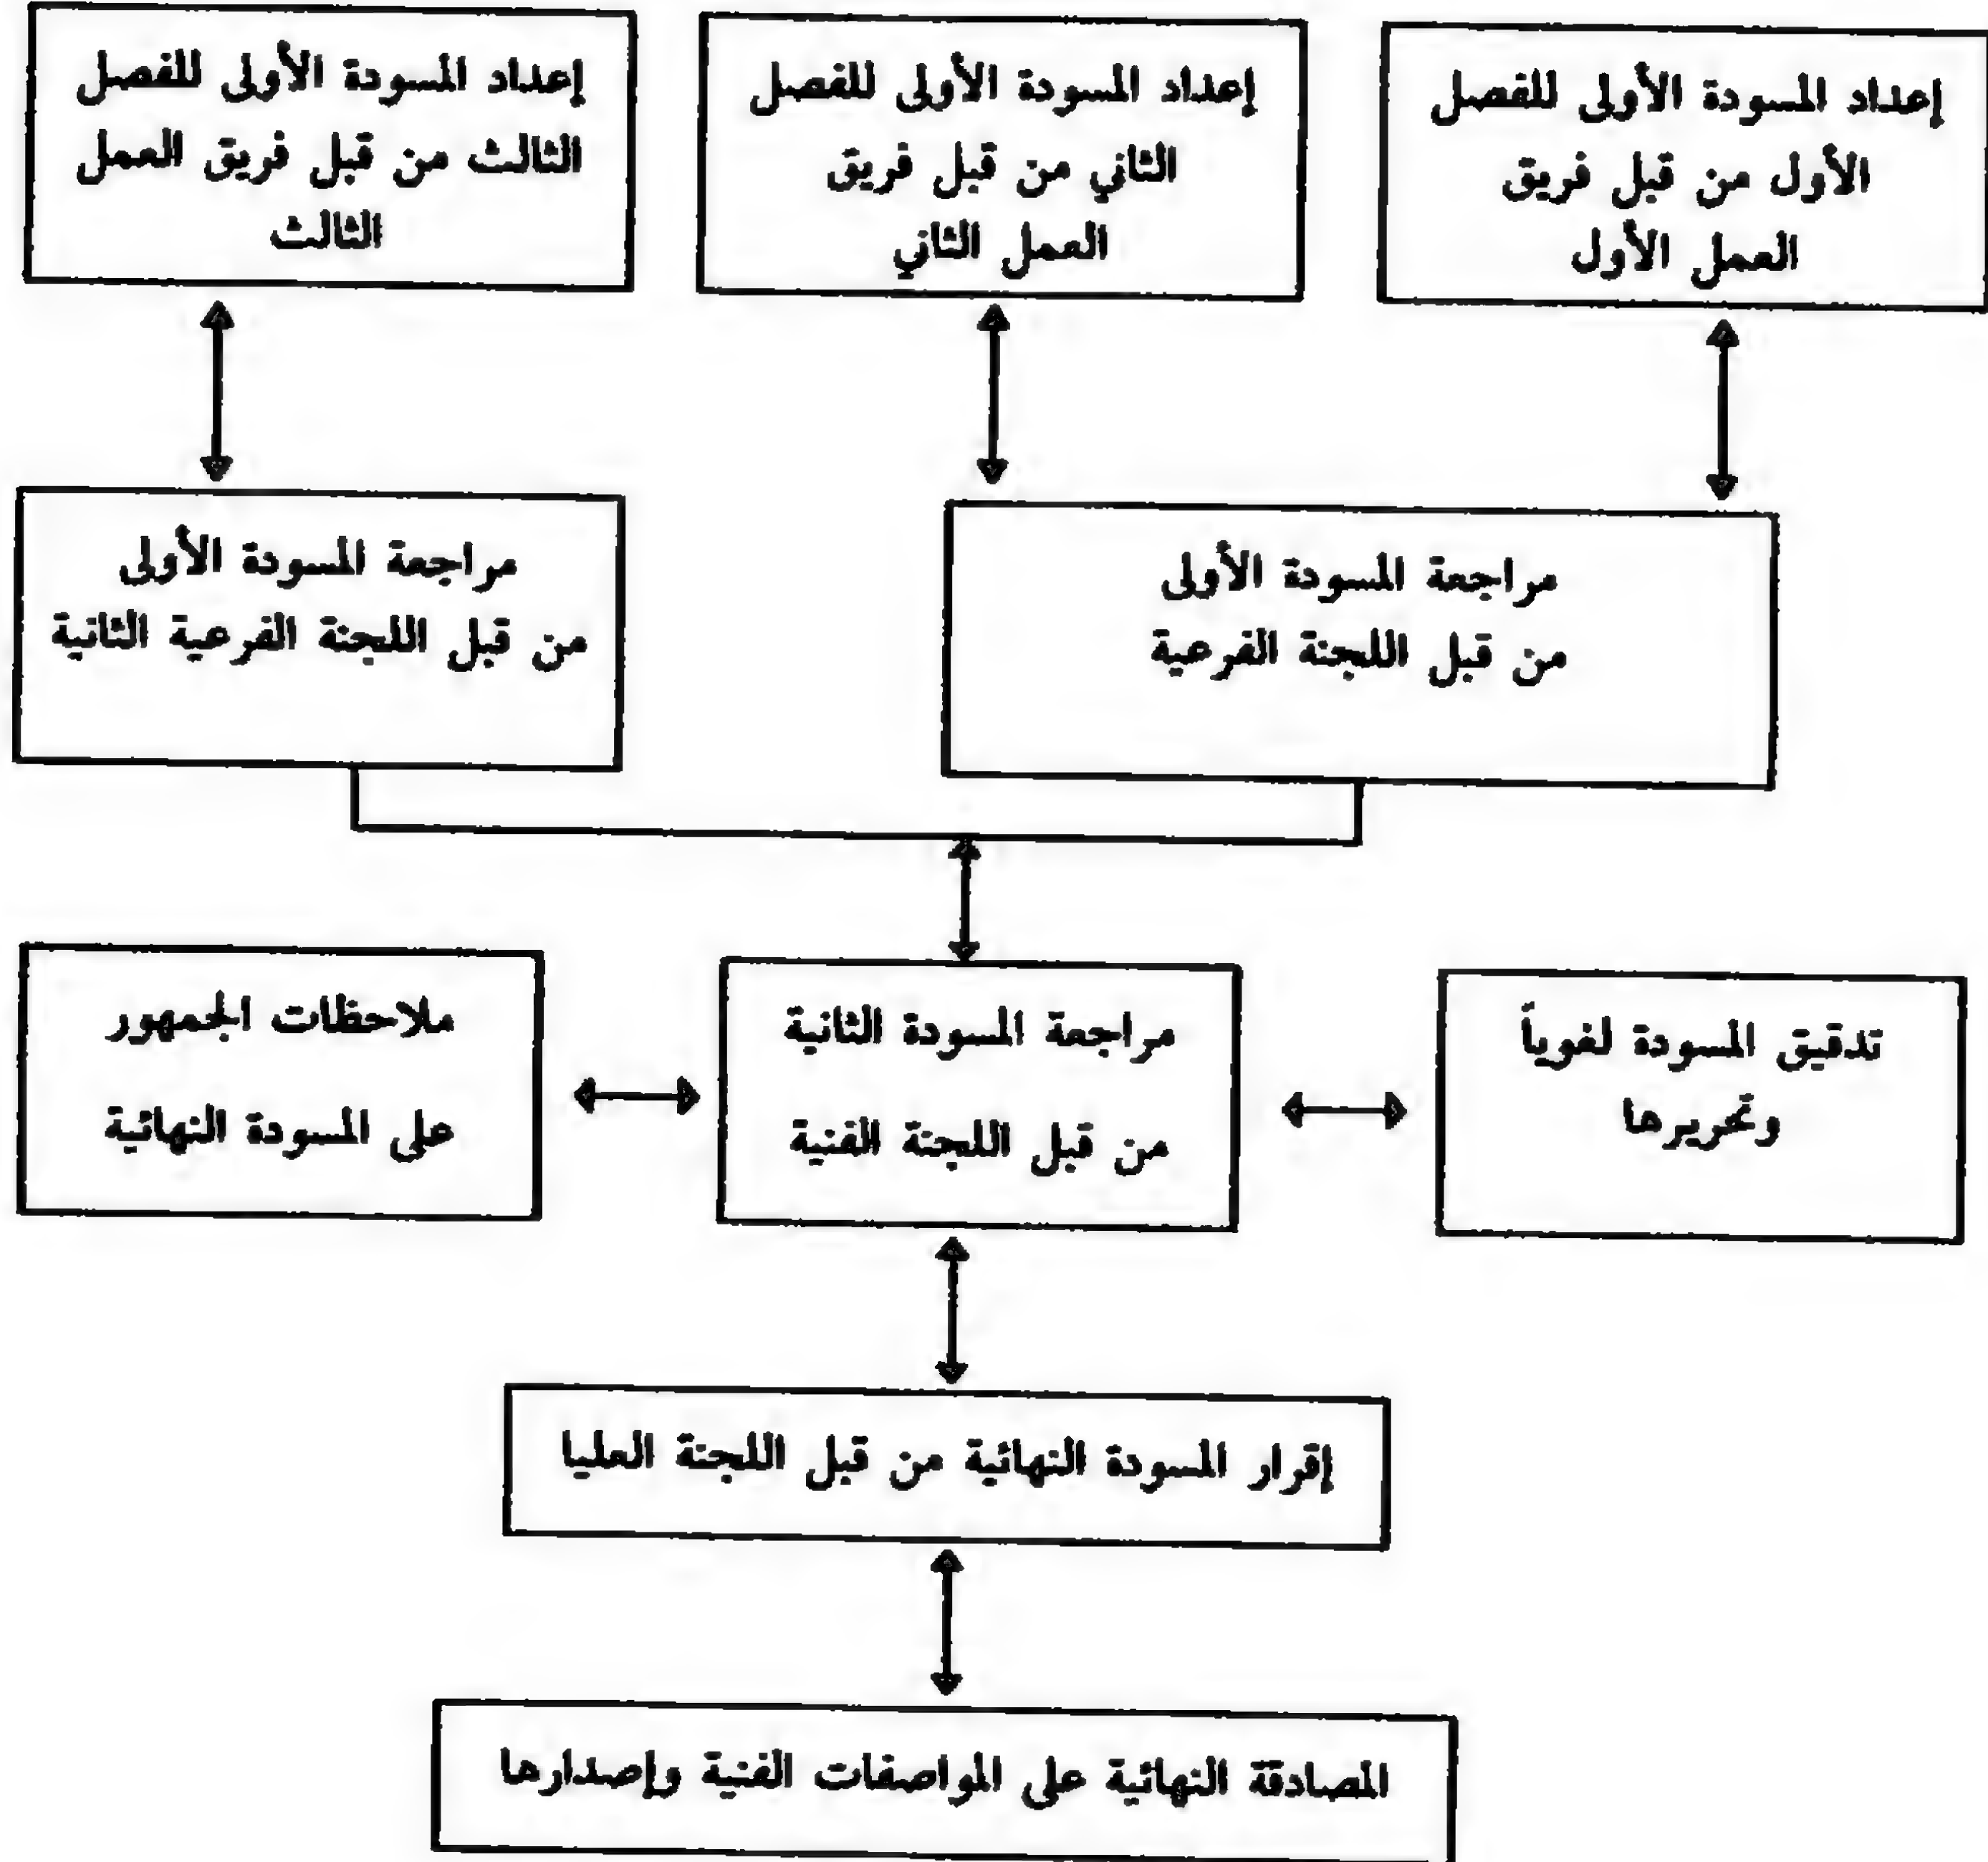 إعداد المسودة الأولى للفصل
الأول من قبل فريق
العمل الأول
إعداد المسودة الأولى للفصل
الثاني من قبل فريق
العمل الثاني
إعداد المسودة الأولى للفصل
الثالث من قبل فريق العمل
الثالث
مراجعة المسودة الأولى
من قبل اللجنة الفرعية
مراجعة المسودة الأولى
من قبل اللجنة الفرعية الثانية
تدقيق المسودة لغوياً
وتحريرها
مراجعة المسودة الثانية
من قبل اللجنة الفنية
ملاحظات الجمهور
على المسودة النهائية
إقرار المسودة النهائية من قبل اللجنة العليا
المصادقة النهائية على المواصفات الفنية وإصدارها